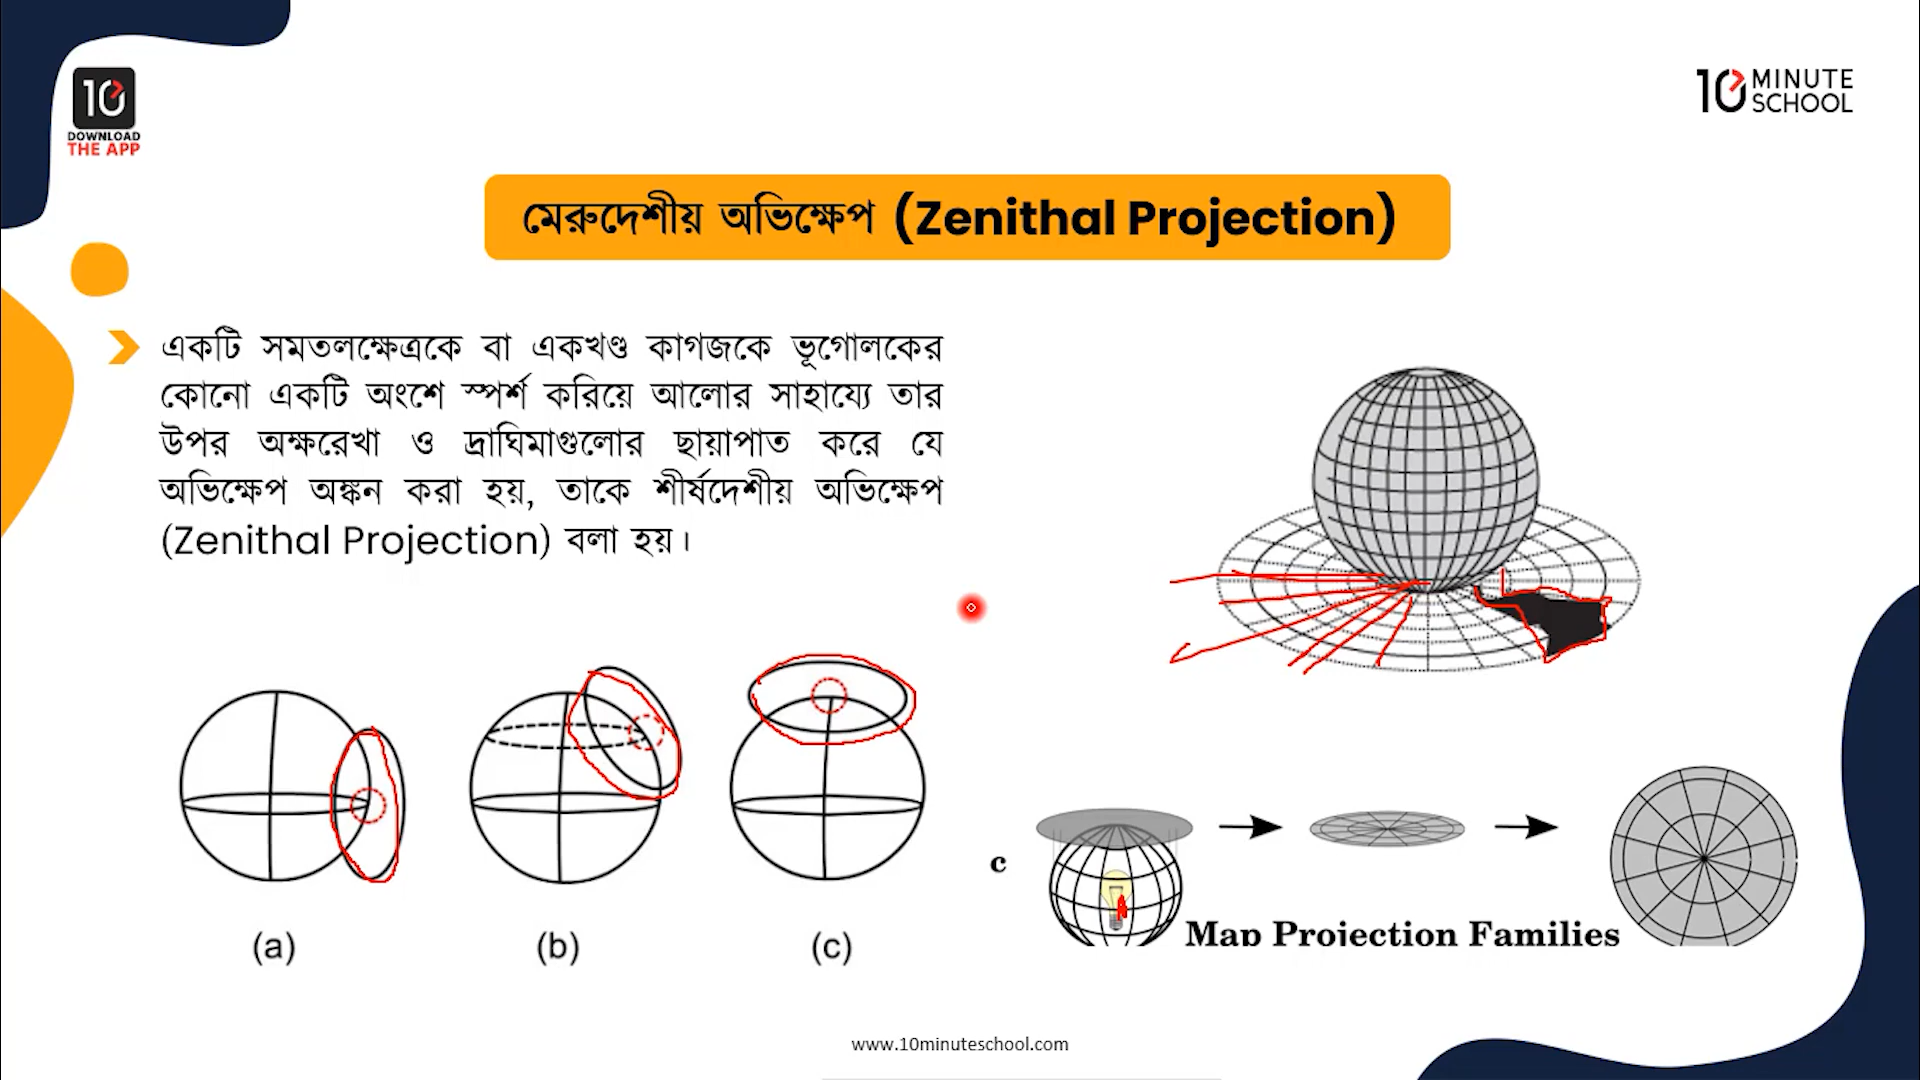 10
DOWNLOAD
THE APP
10 MINUTE
SCHOOL
মেরুদেশীয় অভিক্ষেপ (Zenithal Projection)
একটি সমতলক্ষেত্রকে বা একখণ্ড কাগজকে ভূগোলকের
কোনো একটি অংশে স্পর্শ করিয়ে আলোর সাহায্যে তার
উপর অক্ষরেখা ও দ্রাঘিমাগুলোর ছায়াপাত করে যে
অভিক্ষেপ অঙ্কন করা হয়, তাকে শীর্ষদেশীয় অভিক্ষেপ
(Zenithal Projection) বলা হয়।
(a)
(b)
(c)
c
Map Projection Families
www.10minuteschool.com